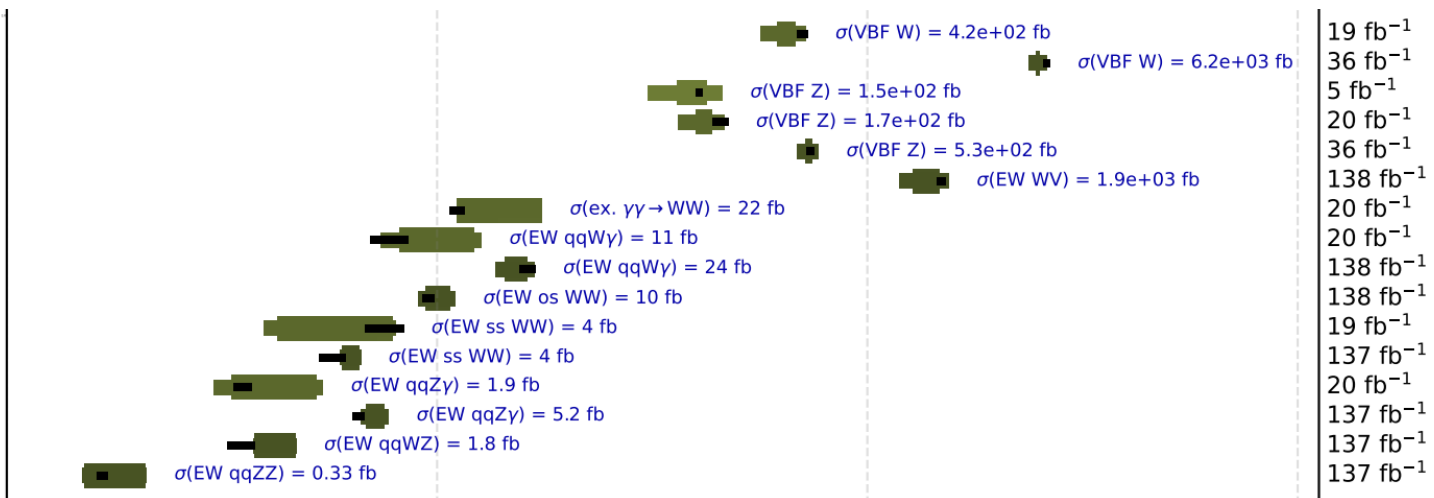 σ(VBF W) = 4.2e+02 fb 19 fb⁻¹
σ(VBF W) = 6.2e+03 fb 36 fb⁻¹
σ(VBF Z) = 1.5e+02 fb 5 fb⁻¹
σ(VBF Z) = 1.7e+02 fb 20 fb⁻¹
σ(VBF Z) = 5.3e+02 fb 36 fb⁻¹
σ(EW WV) = 1.9e+03 fb 138 fb⁻¹
σ(ex. γγ→WW) = 22 fb 20 fb⁻¹
σ(EW qqWγ) = 11 fb 20 fb⁻¹
σ(EW qqWγ) = 24 fb 138 fb⁻¹
σ(EW os WW) = 10 fb 138 fb⁻¹
σ(EW ss WW) = 4 fb 19 fb⁻¹
σ(EW ss WW) = 4 fb 137 fb⁻¹
σ(EW qqZγ) = 1.9 fb 20 fb⁻¹
σ(EW qqZγ) = 5.2 fb 137 fb⁻¹
σ(EW qqWZ) = 1.8 fb 137 fb⁻¹
σ(EW qqZZ) = 0.33 fb 137 fb⁻¹